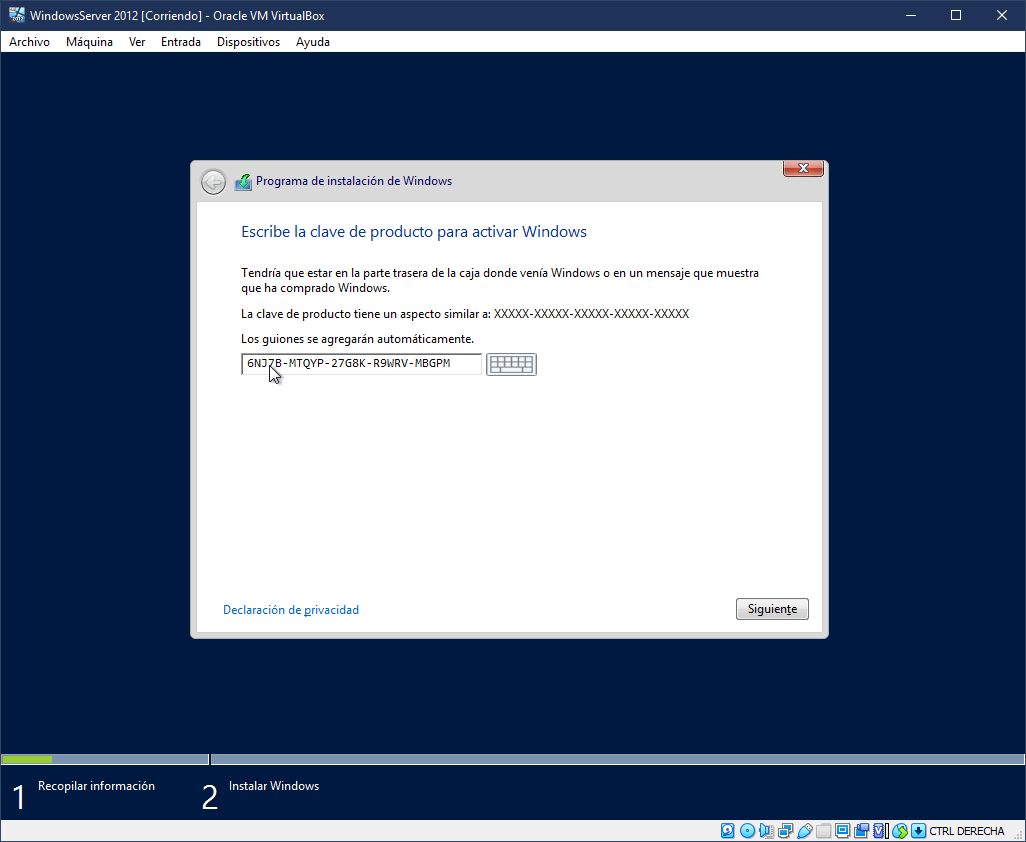 WindowsServer 2012 [Corriendo] - Oracle VM VirtualBox
Archivo Máquina Ver Entrada Dispositivos Ayuda
Programa de instalación de Windows
Escribe la clave de producto para activar Windows
Tendría que estar en la parte trasera de la caja donde venía Windows o en un mensaje que muestra
que ha comprado Windows.
La clave de producto tiene un aspecto similar a: XXXXX-XXXXX-XXXXX-XXXXX-XXXXX
Los guiones se agregarán automáticamente.
6NJ7B-MTQYP-27G8K-R9WRV-MBGPM
Declaración de privacidad
Siguiente
1 Recopilar información
2 Instalar Windows
CTRL DERECHA